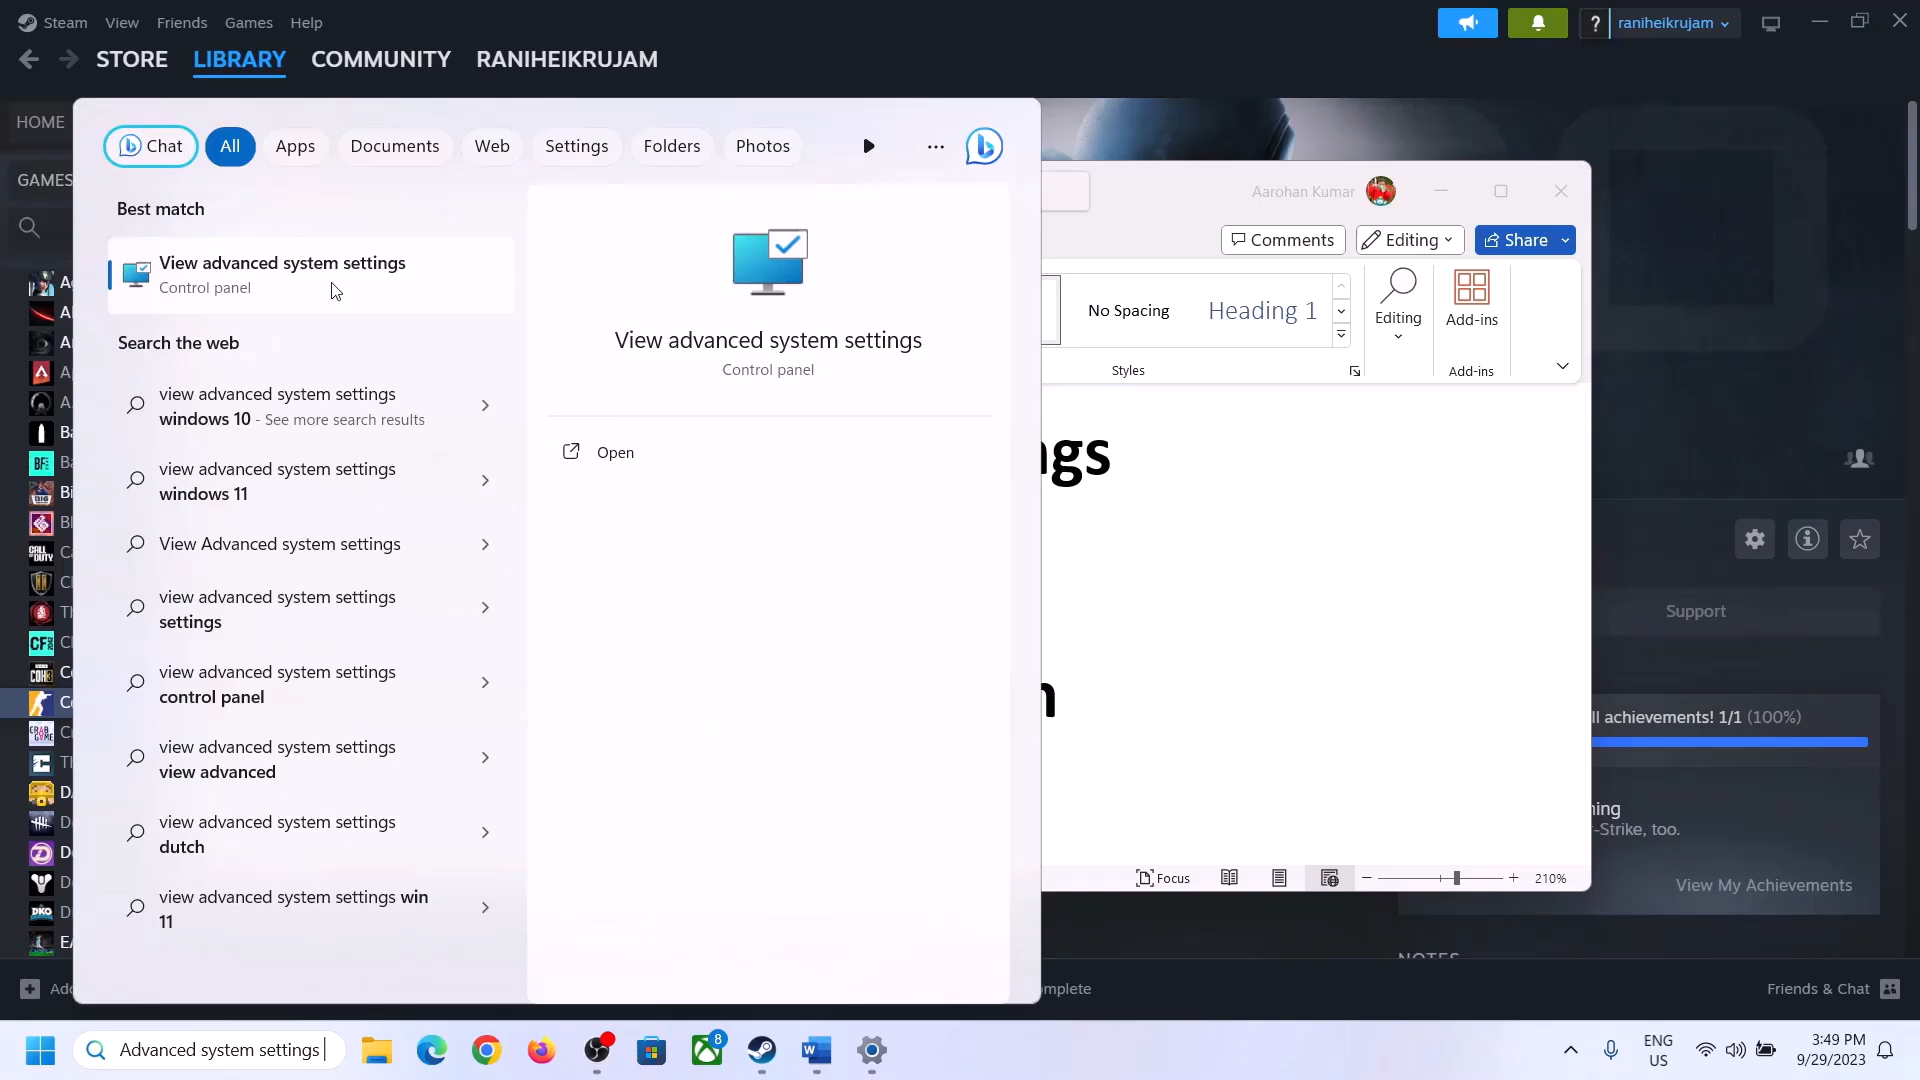 Steam View Friends Games Help
raniheikrujam
STORE LIBRARY COMMUNITY RANIHEIKRUJAM
HOME
GAMES
Chat All Apps Documents Web Settings Folders Photos
Best match
View advanced system settings
Control panel
Search the web
view advanced system settings
windows 10 - See more search results
view advanced system settings
windows 11
View Advanced system settings
view advanced system settings
settings
view advanced system settings
control panel
view advanced system settings
view advanced
view advanced system settings
dutch
view advanced system settings win
11
View advanced system settings
Control panel
Open
Aarohan Kumar
Comments Editing Share
No Spacing Heading 1
Editing
Add-ins
Styles
Add-ins
ngs
n
Focus
210%
Support
ll achievements! 1/1 (100%)
ning
-Strike, too.
View My Achievements
NOTES
Add
mplete
Friends & Chat
Advanced system settings
8
ENG
US
3:49 PM
9/29/2023